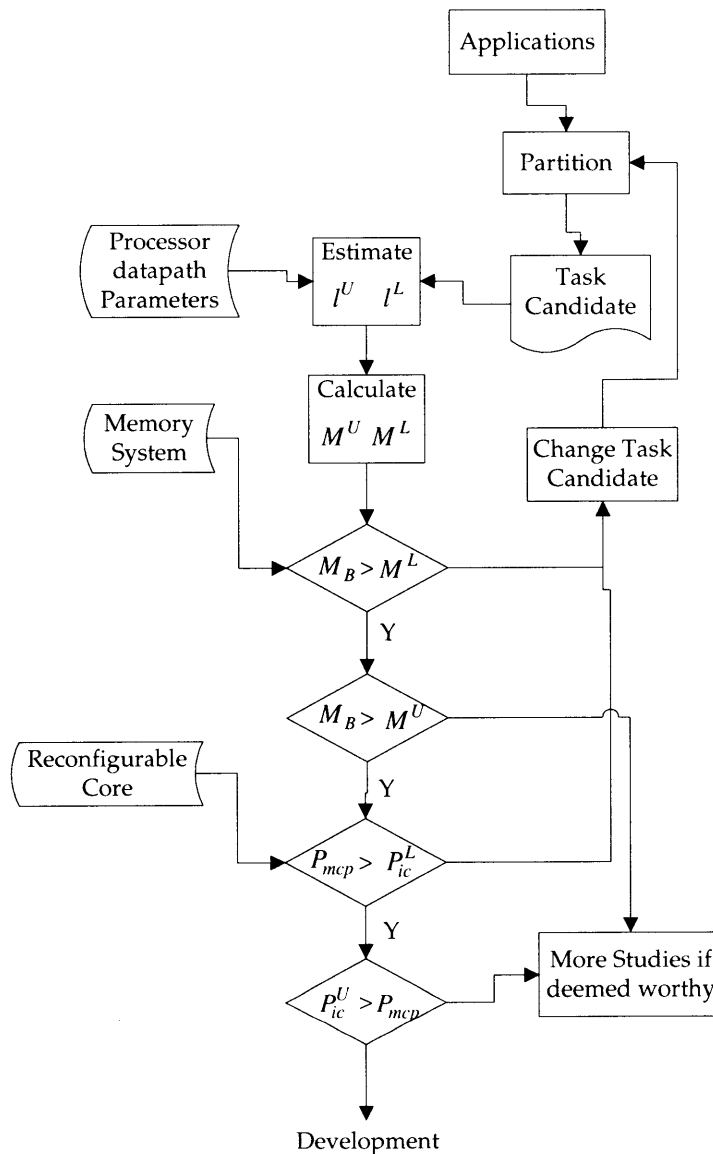 Applications
Partition
Processor
datapath
Parameters
Estimate
l^U l^L
Task
Candidate
Calculate
M^U M^L
Memory
System
Change Task
Candidate
M_B > M^L
Y
M_B > M^U
Y
Reconfigurable
Core
P_mcp > P_ic^L
Y
More Studies if
deemed worthy
P_ic^U > P_mcp
Development